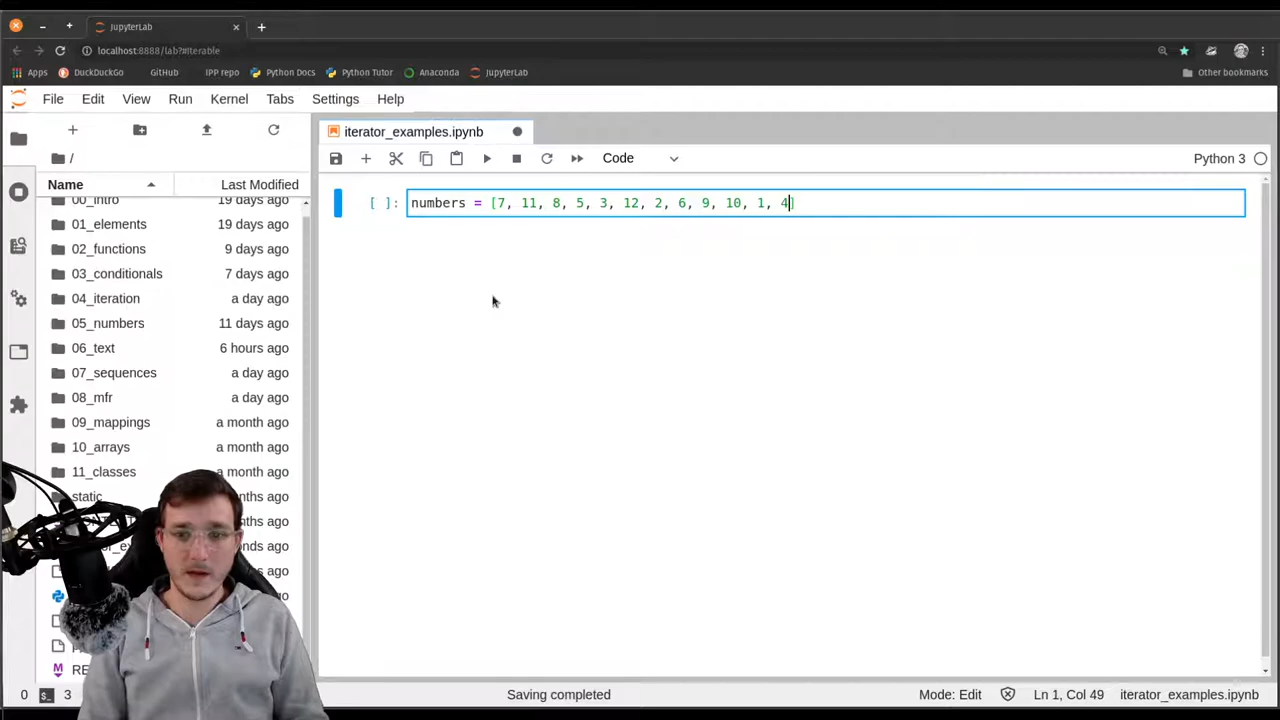 JupyterLab
localhost:8888/lab?#Iterable
Apps DuckDuckGo GitHub IPP repo Python Docs Python Tutor Anaconda JupyterLab Other bookmarks
File Edit View Run Kernel Tabs Settings Help
iterator_examples.ipynb
/
Code Python 3
Name Last Modified
00_intro 19 days ago
[ ]: numbers = [7, 11, 8, 5, 3, 12, 2, 6, 9, 10, 1, 4]
01_elements 19 days ago
02_functions 9 days ago
03_conditionals 7 days ago
04_iteration a day ago
05_numbers 11 days ago
06_text 6 hours ago
07_sequences a day ago
08_mfr a day ago
09_mappings a month ago
10_arrays a month ago
11_classes a month ago
static
ago
ago
ago
ago
0 3 Saving completed Mode: Edit Ln 1, Col 49 iterator_examples.ipynb